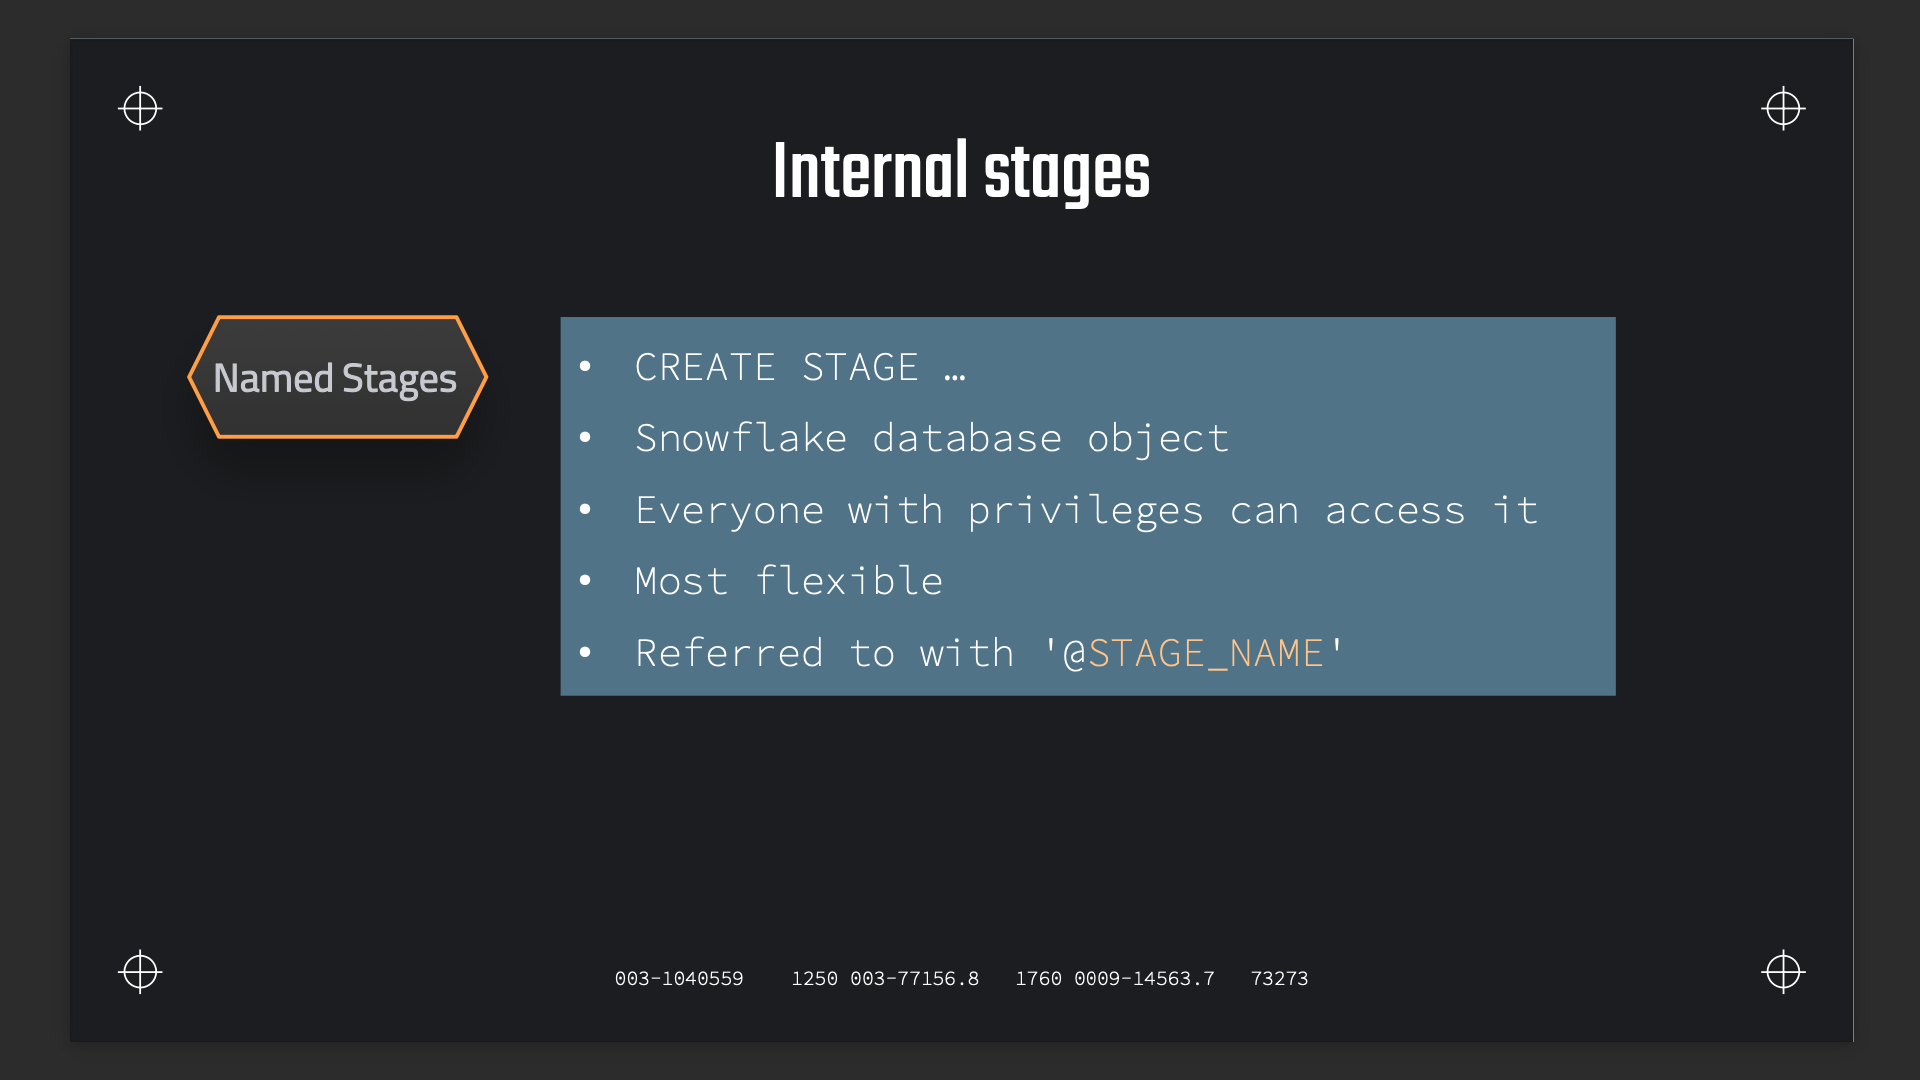 Internal stages
Named Stages
• CREATE STAGE …
• Snowflake database object
• Everyone with privileges can access it
• Most flexible
• Referred to with '@STAGE_NAME'
003-1040559 1250 003-77156.8 1760 0009-14563.7 73273